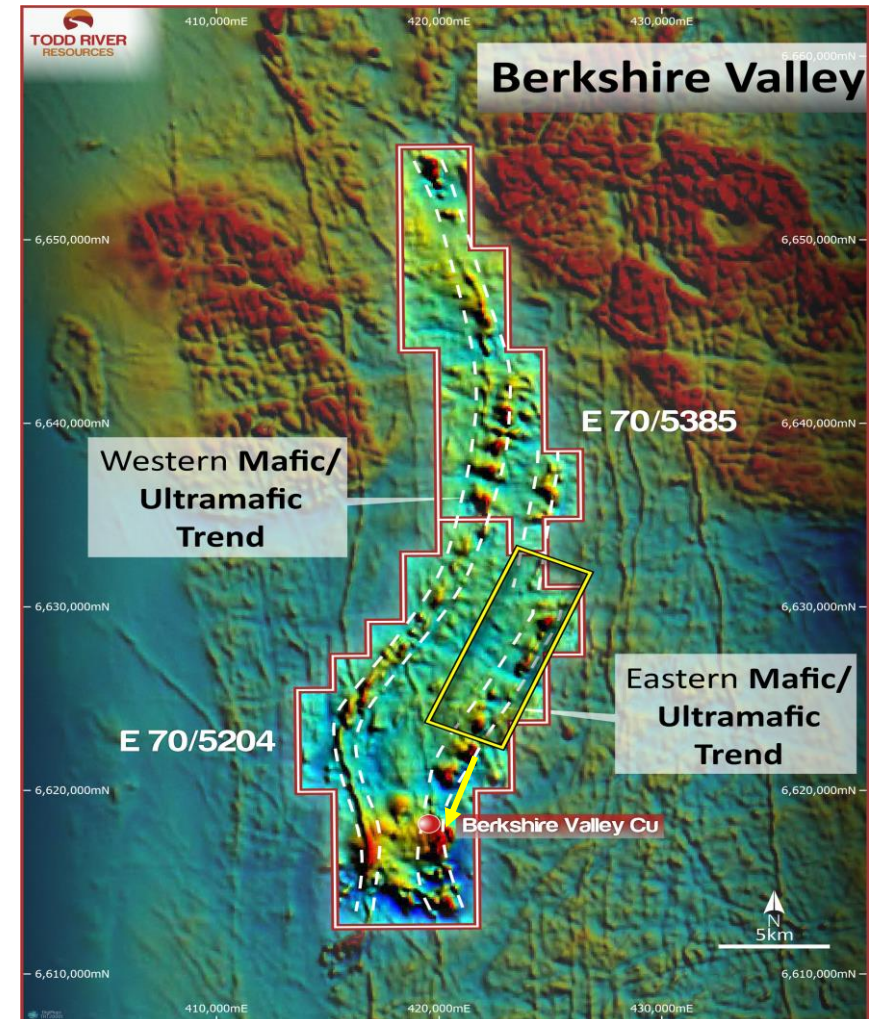 TODD RIVER
RESOURCES
410,000mE
420,000mE
430,000mE
6,660,000mN
Berkshire Valley
6,650,000mN
6,650,000mN
6,640,000mN
E 70/5385
6,640,000mN
Western Mafic/
Ultramafic
Trend
6,630,000mN
6,630,000mN
Eastern Mafic/
Ultramafic
Trend
E 70/5204
6,620,000mN
6,620,000mN
Berkshire Valley Cu
N
5km
6,610,000mN
6,610,000mN
410,000mE
420,000mE
430,000mE